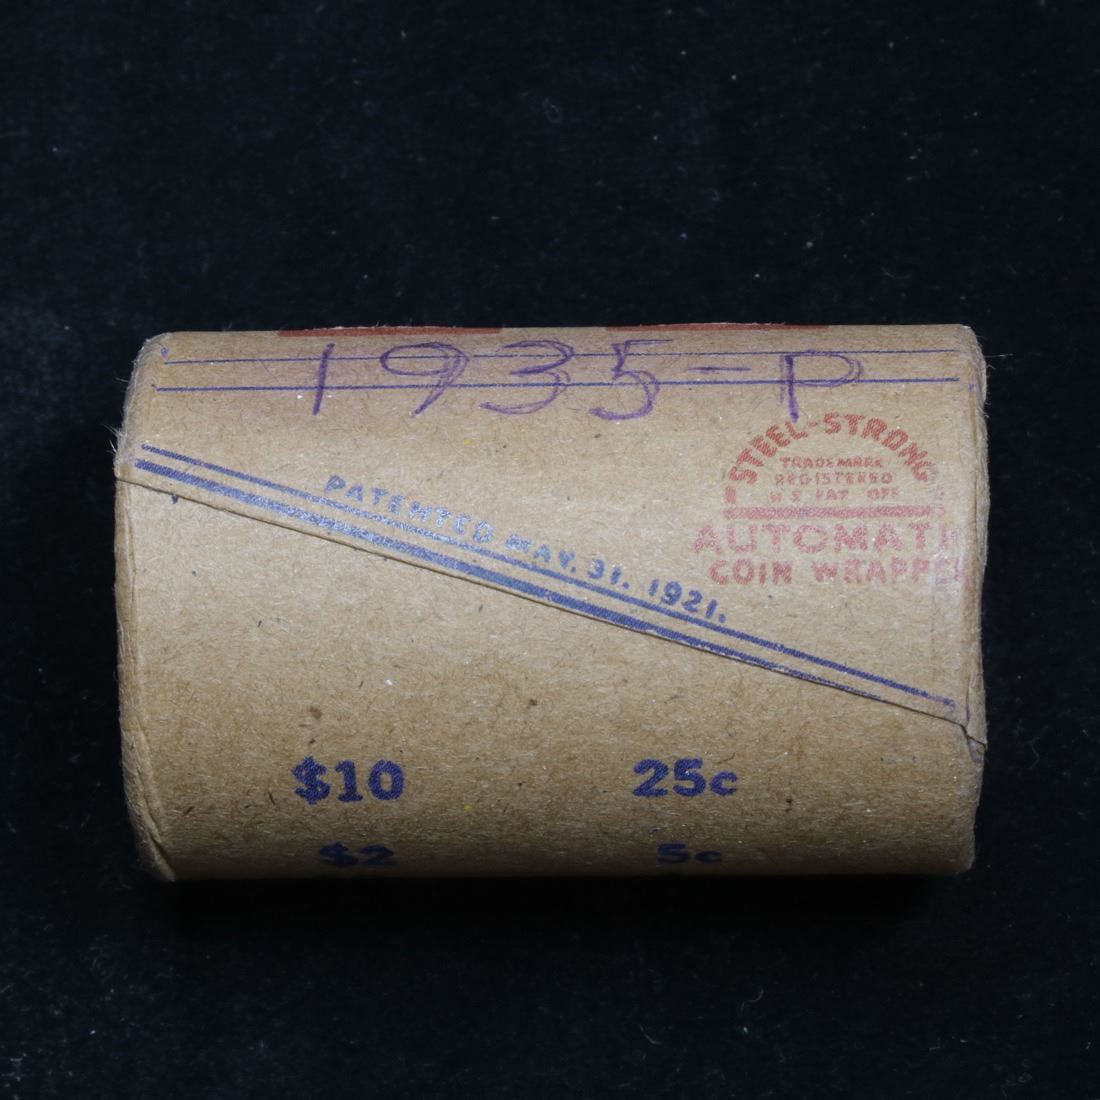 1935-P
STEEL-STRONG
TRADEMARK
REGISTERED
U S PAT OFF
AUTOMATI
COIN WRAPPE
PATENTED MAY. 31. 1921.
$10 25c
$2 5c